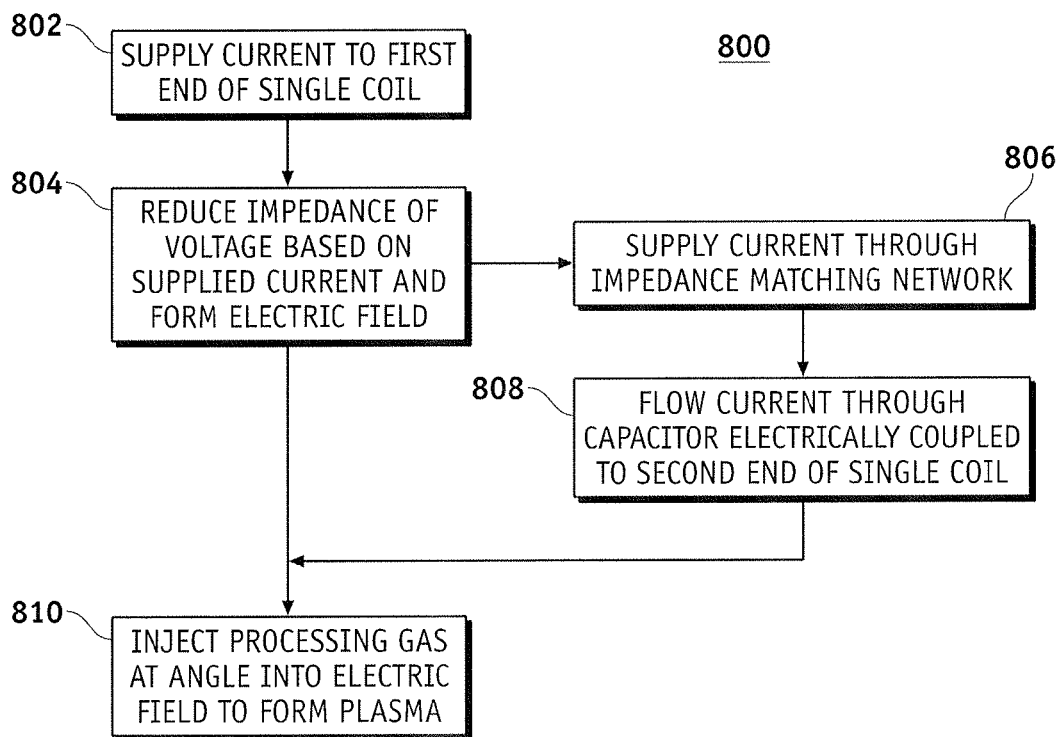 802
SUPPLY CURRENT TO FIRST
END OF SINGLE COIL
800
804
REDUCE IMPEDANCE OF
VOLTAGE BASED ON
SUPPLIED CURRENT AND
FORM ELECTRIC FIELD
806
SUPPLY CURRENT THROUGH
IMPEDANCE MATCHING NETWORK
808
FLOW CURRENT THROUGH
CAPACITOR ELECTRICALLY COUPLED
TO SECOND END OF SINGLE COIL
810
INJECT PROCESSING GAS
AT ANGLE INTO ELECTRIC
FIELD TO FORM PLASMA